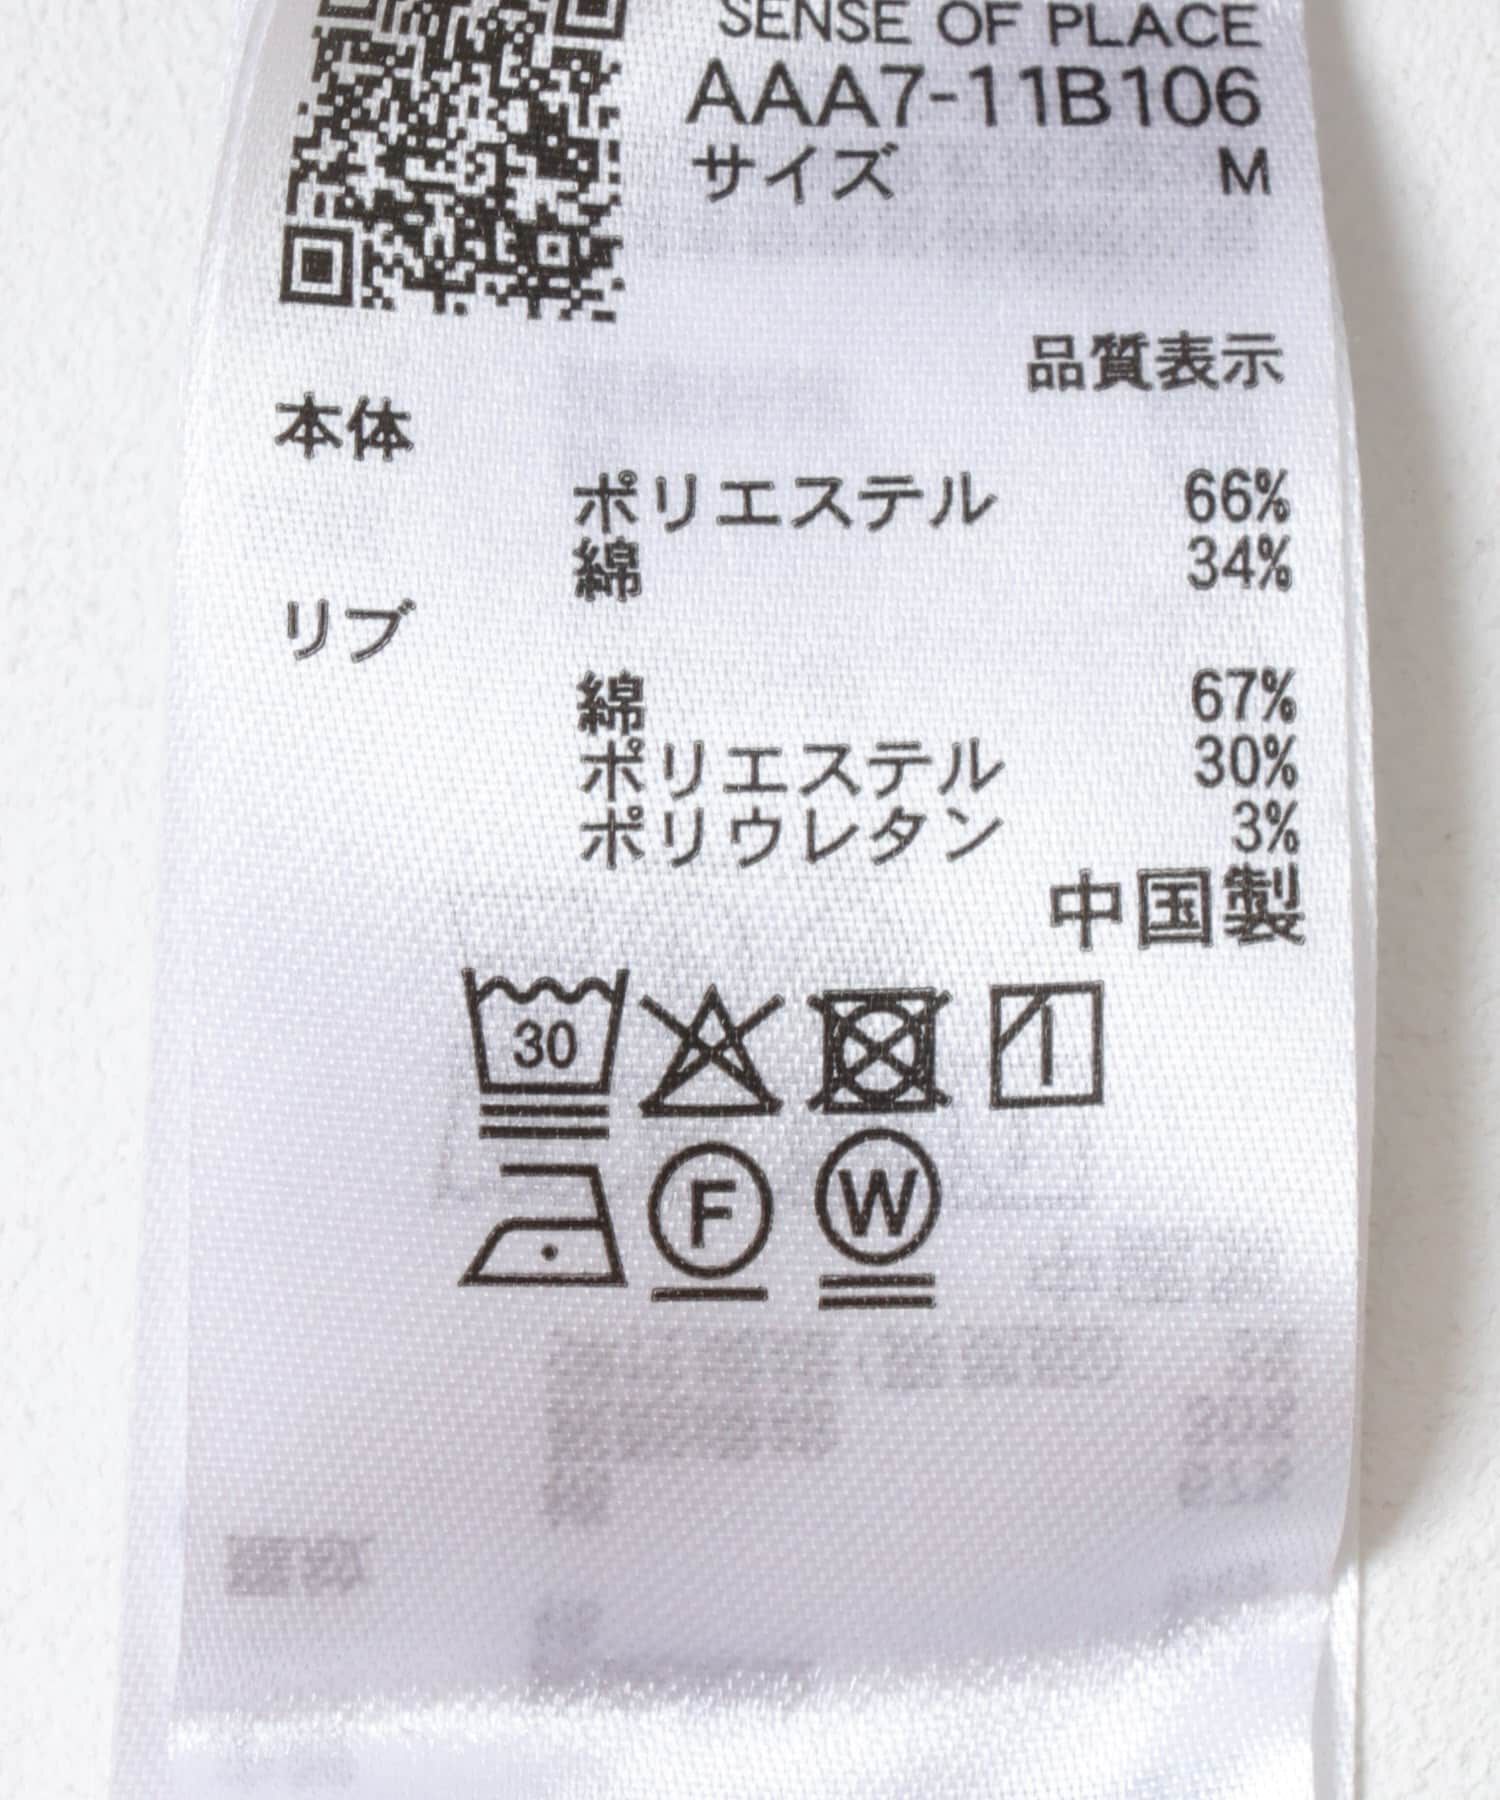 SENSE OF PLACE
AAA7-11B106
サイズ M
品質表示
本体
ポリエステル 66%
綿 34%
リブ
綿 67%
ポリエステル 30%
ポリウレタン 3%
中国製
30
F W